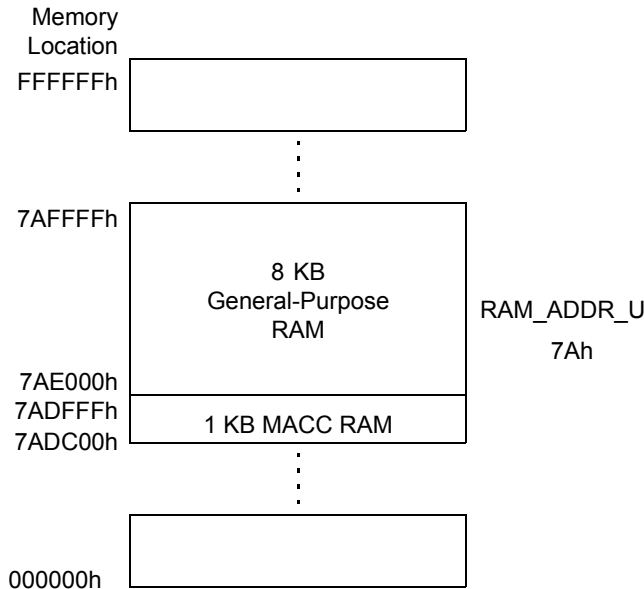 Memory
Location
FFFFFFh
7AFFFFh
8 KB
General-Purpose
RAM
RAM_ADDR_U
7Ah
7AE000h
7ADFFFh
1 KB MACC RAM
7ADC00h
000000h